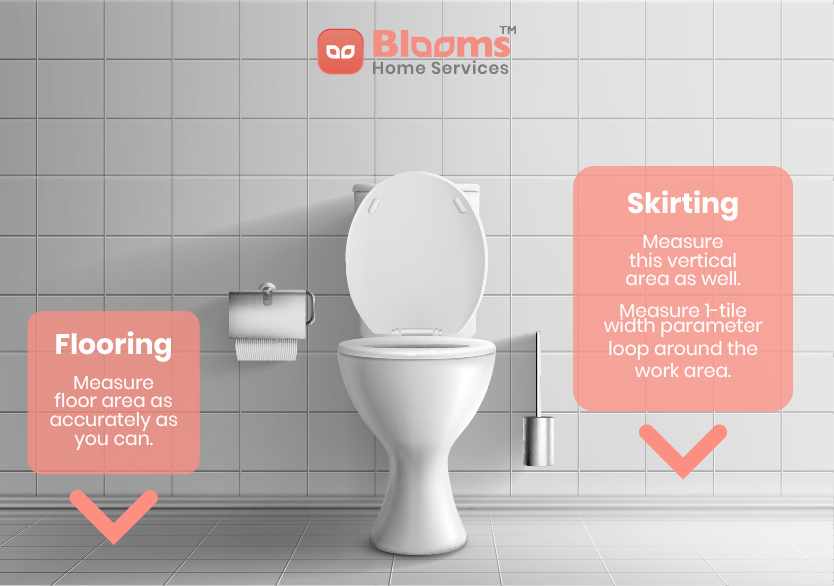 Blooms™
Home Services
Skirting
Measure
this vertical
area as well.
Measure 1-tile
width parameter
loop around the
work area.
Flooring
Measure
floor area as
accurately as
you can.